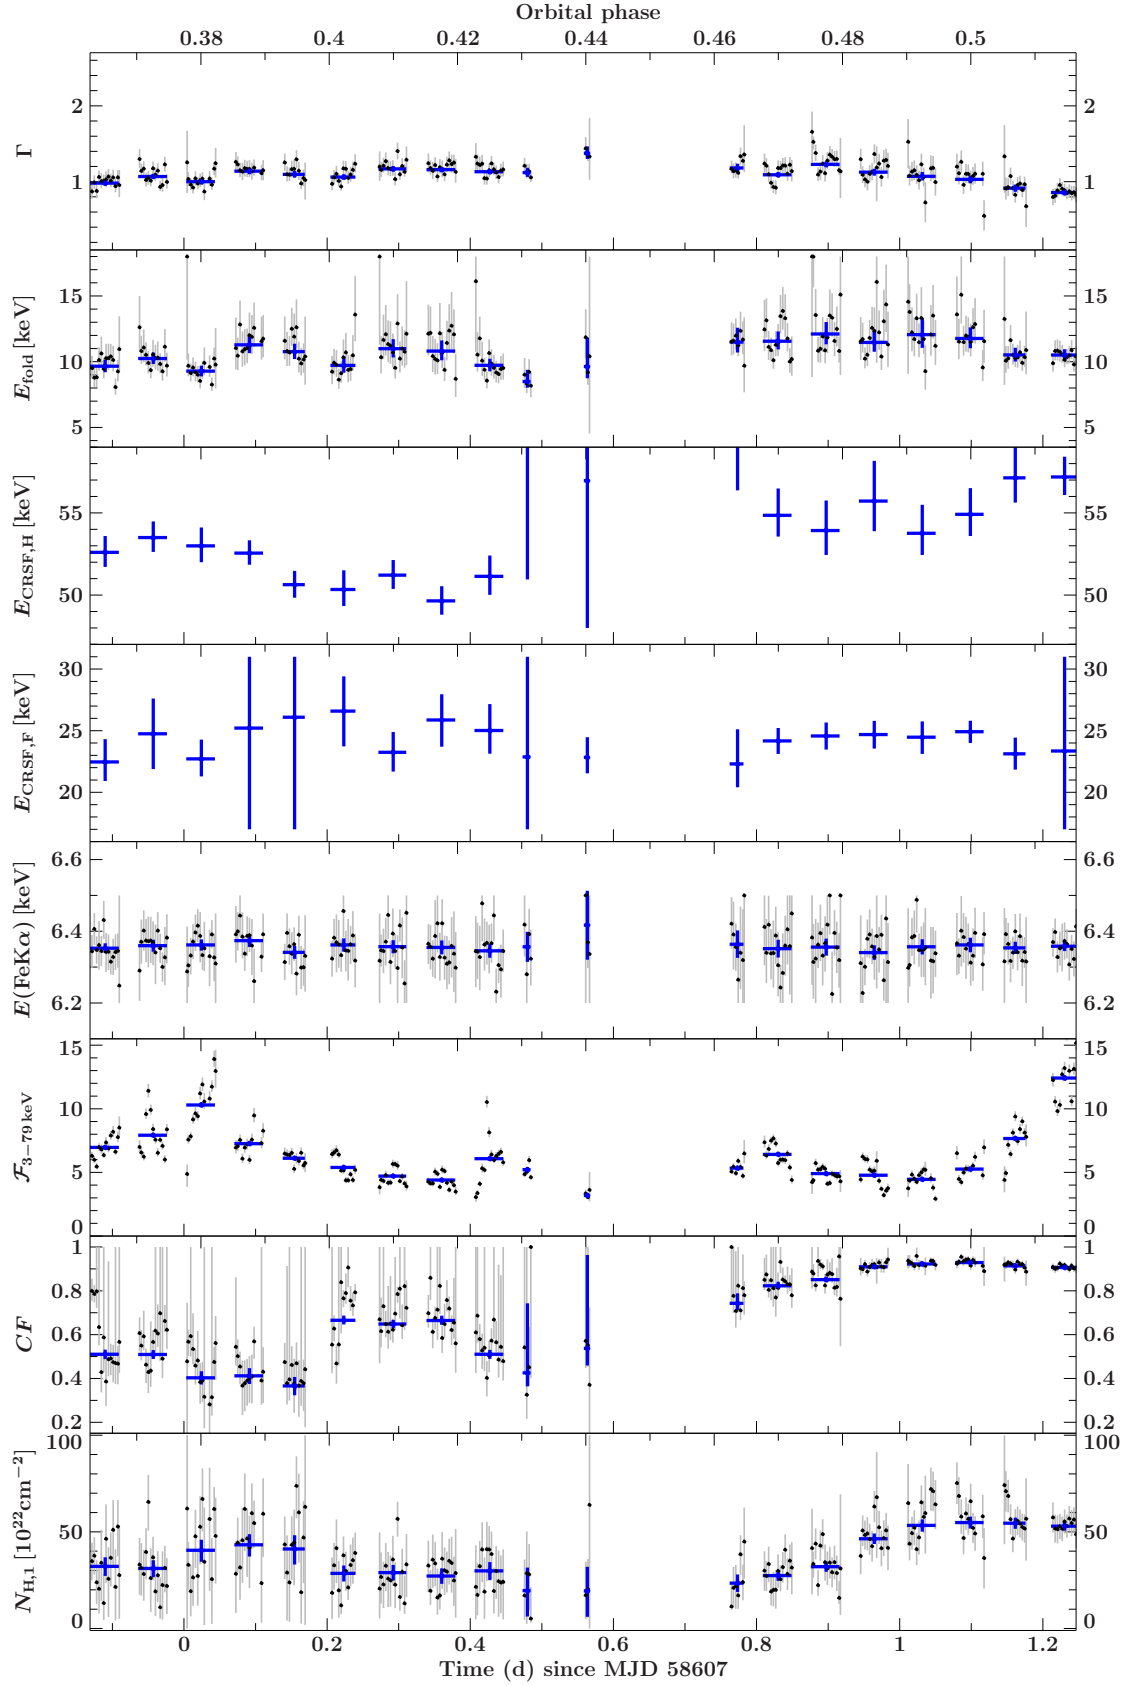 Orbital phase
0.38 0.4 0.42 0.44 0.46 0.48 0.5
Γ
2 2
1 1
E_fold [keV]
15 15
10 10
5 5
E_CRSF,H [keV]
55 55
50 50
E_CRSF,F [keV]
30 30
25 25
20 20
E(FeKα) [keV]
6.6 6.6
6.4 6.4
6.2 6.2
ℱ_3−79 keV
15 15
10 10
5 5
0 0
CF
1 1
0.8 0.8
0.6 0.6
0.4 0.4
0.2 0.2
N_H,1 [10²²cm⁻²]
100 100
50 50
0 0
0 0.2 0.4 0.6 0.8 1 1.2
Time (d) since MJD 58607